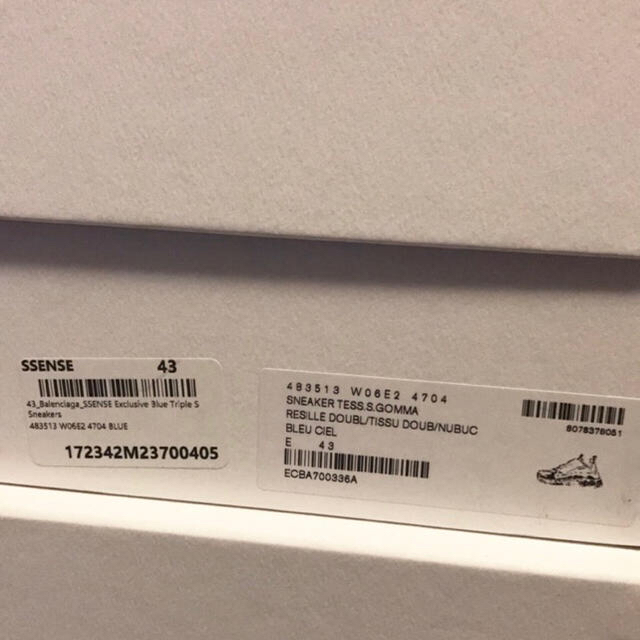 SSENSE 43
43_Balenciaga_SSENSE Exclusive Blue Triple S
Sneakers
483513 W06E2 4704 BLUE
172342M23700405
483513 W06E2 4704
SNEAKER TESS.S.GOMMA
RESILLE DOUBL/TISSU DOUB/NUBUC
BLEU CIEL
E 43
ECBA700336A
8078378051